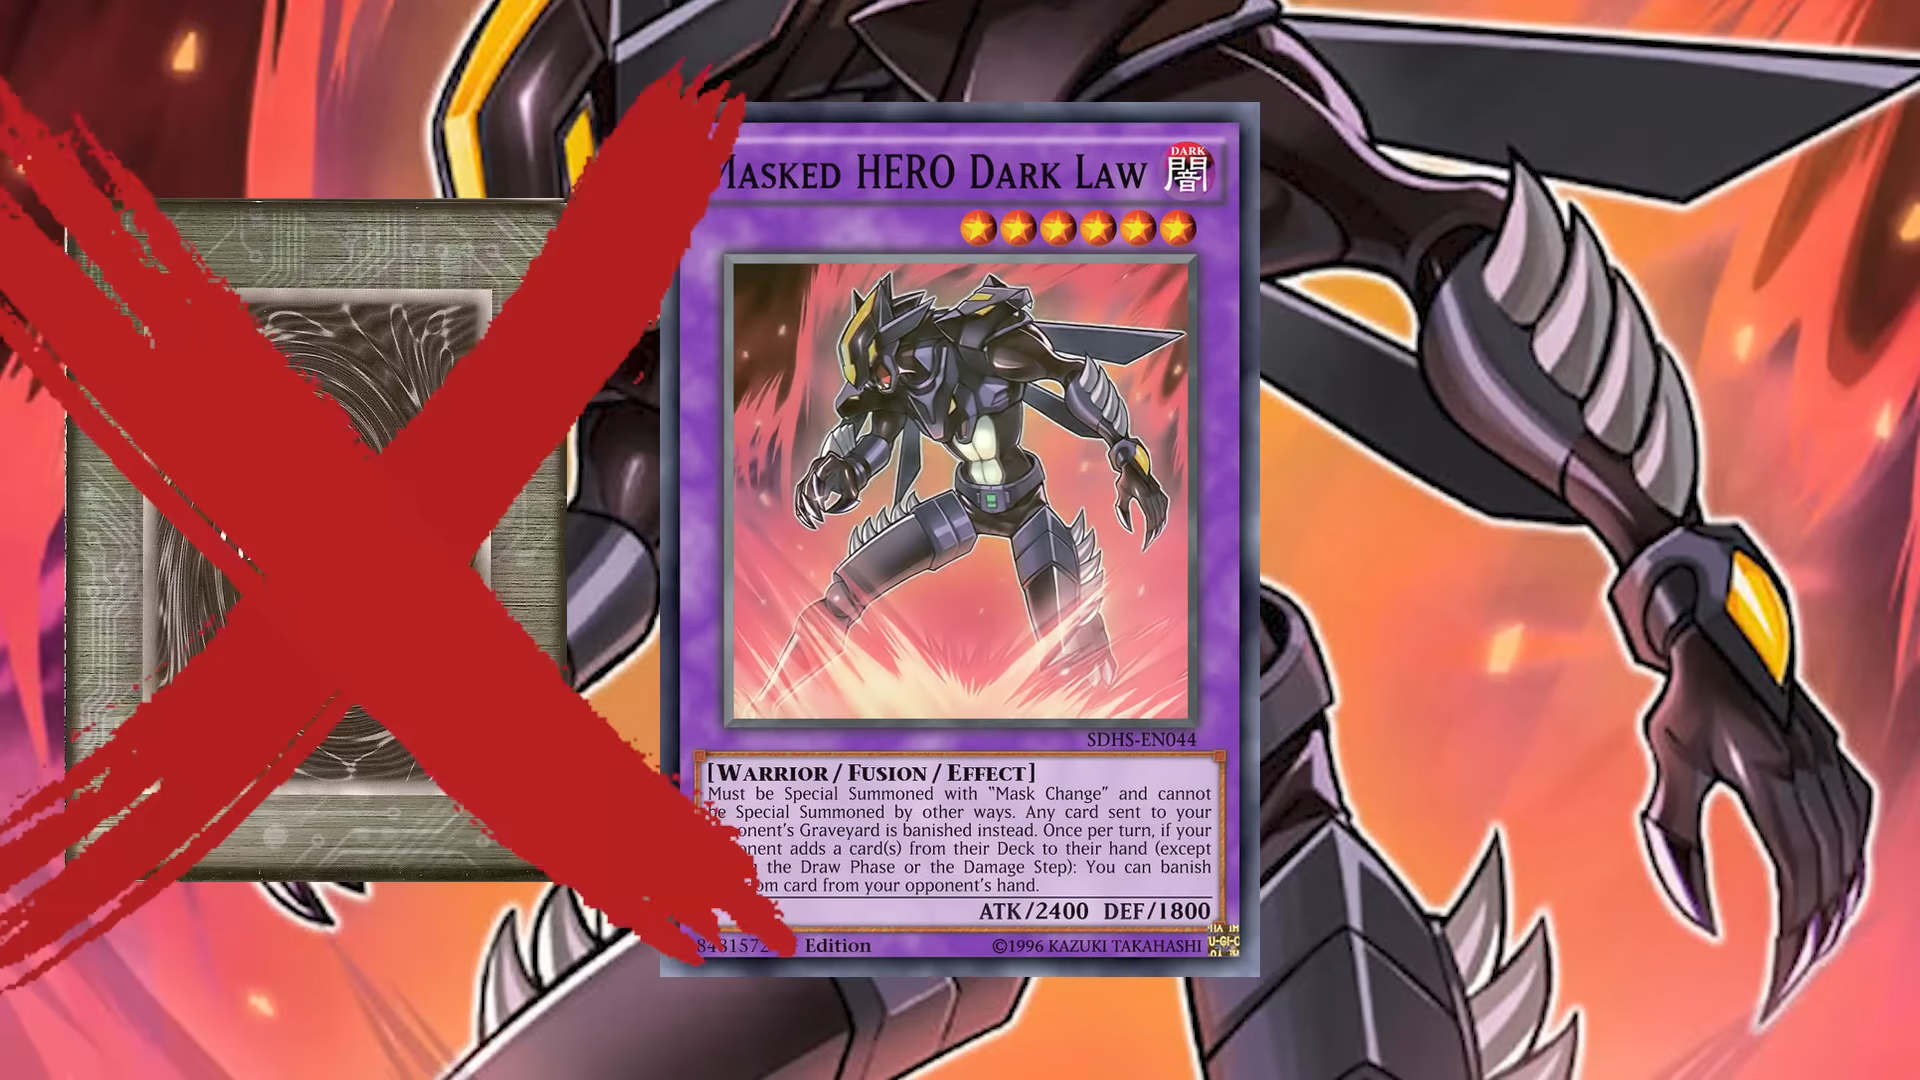 Masked HERO Dark Law
DARK
闇
SDHS-EN044
[Warrior / Fusion / Effect]
Must be Special Summoned with “Mask Change” and cannot
Special Summoned by other ways. Any card sent to your
Graveyard is banished instead. Once per turn, if your
adds a card(s) from their Deck to their hand (except
the Draw Phase or the Damage Step): You can banish
card from your opponent's hand.
ATK/2400 DEF/1800
Edition
©1996 KAZUKI TAKAHASHI